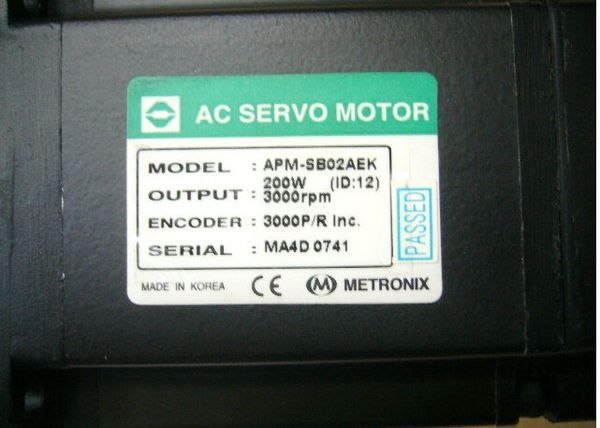 AC SERVO MOTOR
MODEL : APM-SB02AEK
200W (ID:12)
OUTPUT : 3000rpm
ENCODER : 3000P/R Inc.
SERIAL : MA4D 0741
PASSED
MADE IN KOREA CE M METRONIX